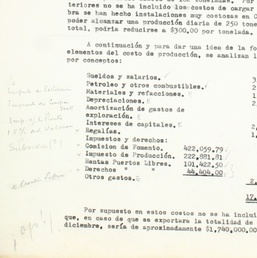 teriores no se ha incluído los costos de cargar
bra se han hecho instalaciones muy costosas en
poder alcanzar una producción diaria de 250 tone
total, podría reducirse a $300.00 por tonelada.
A continuación y para dar una idea de la fo
elementos del costo de producción, se analizan l
por conceptos:
Sueldos y salarios.
Petroleo y otros combustibles.
Materiales y refacciones.
Depreciaciones.
Amortización de gastos de
exploración.
Intereses de capitales.
Regalías.
Impuestos y derechos:
Comision de Fomento. 422,059.79
Impuesto de Producción. 222,881.81
Rentas Puertos Libres. 101,422.50
Derechos " 44,404.00
Otros gastos.
Por supuesto en estos costos no se ha inclui
que, en caso de que se exportara la totalidad de
diciembre, sería de aproximadamente $1,740,000.00